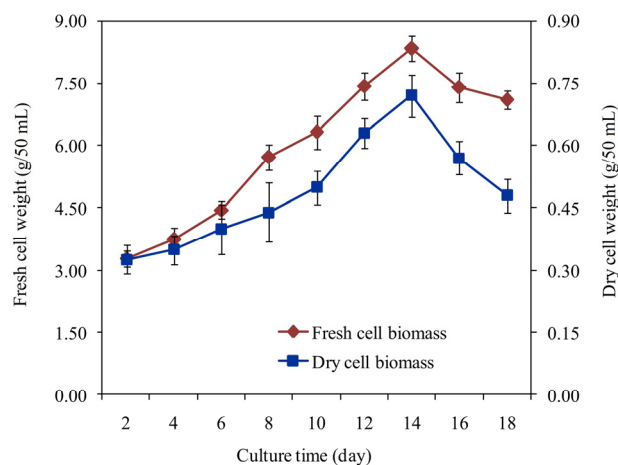 9.00
7.50
6.00
4.50
3.00
1.50
0.00
Fresh cell weight (g/50 mL)
0.90
0.75
0.60
0.45
0.30
0.15
0.00
Dry cell weight (g/50 mL)
Fresh cell biomass
Dry cell biomass
2 4 6 8 10 12 14 16 18
Culture time (day)